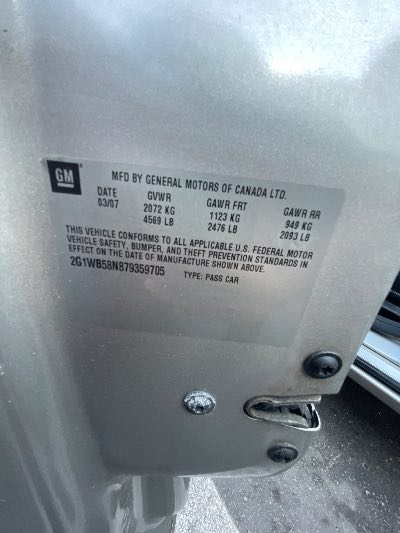 GM
MFD BY GENERAL MOTORS OF CANADA LTD.
DATE GVWR GAWR FRT GAWR RR
03/07 2072 KG 1123 KG 949 KG
4569 LB 2476 LB 2093 LB
THIS VEHICLE CONFORMS TO ALL APPLICABLE U.S. FEDERAL MOTOR
VEHICLE SAFETY, BUMPER, AND THEFT PREVENTION STANDARDS IN
EFFECT ON THE DATE OF MANUFACTURE SHOWN ABOVE.
2G1WB58N879359705 TYPE: PASS CAR